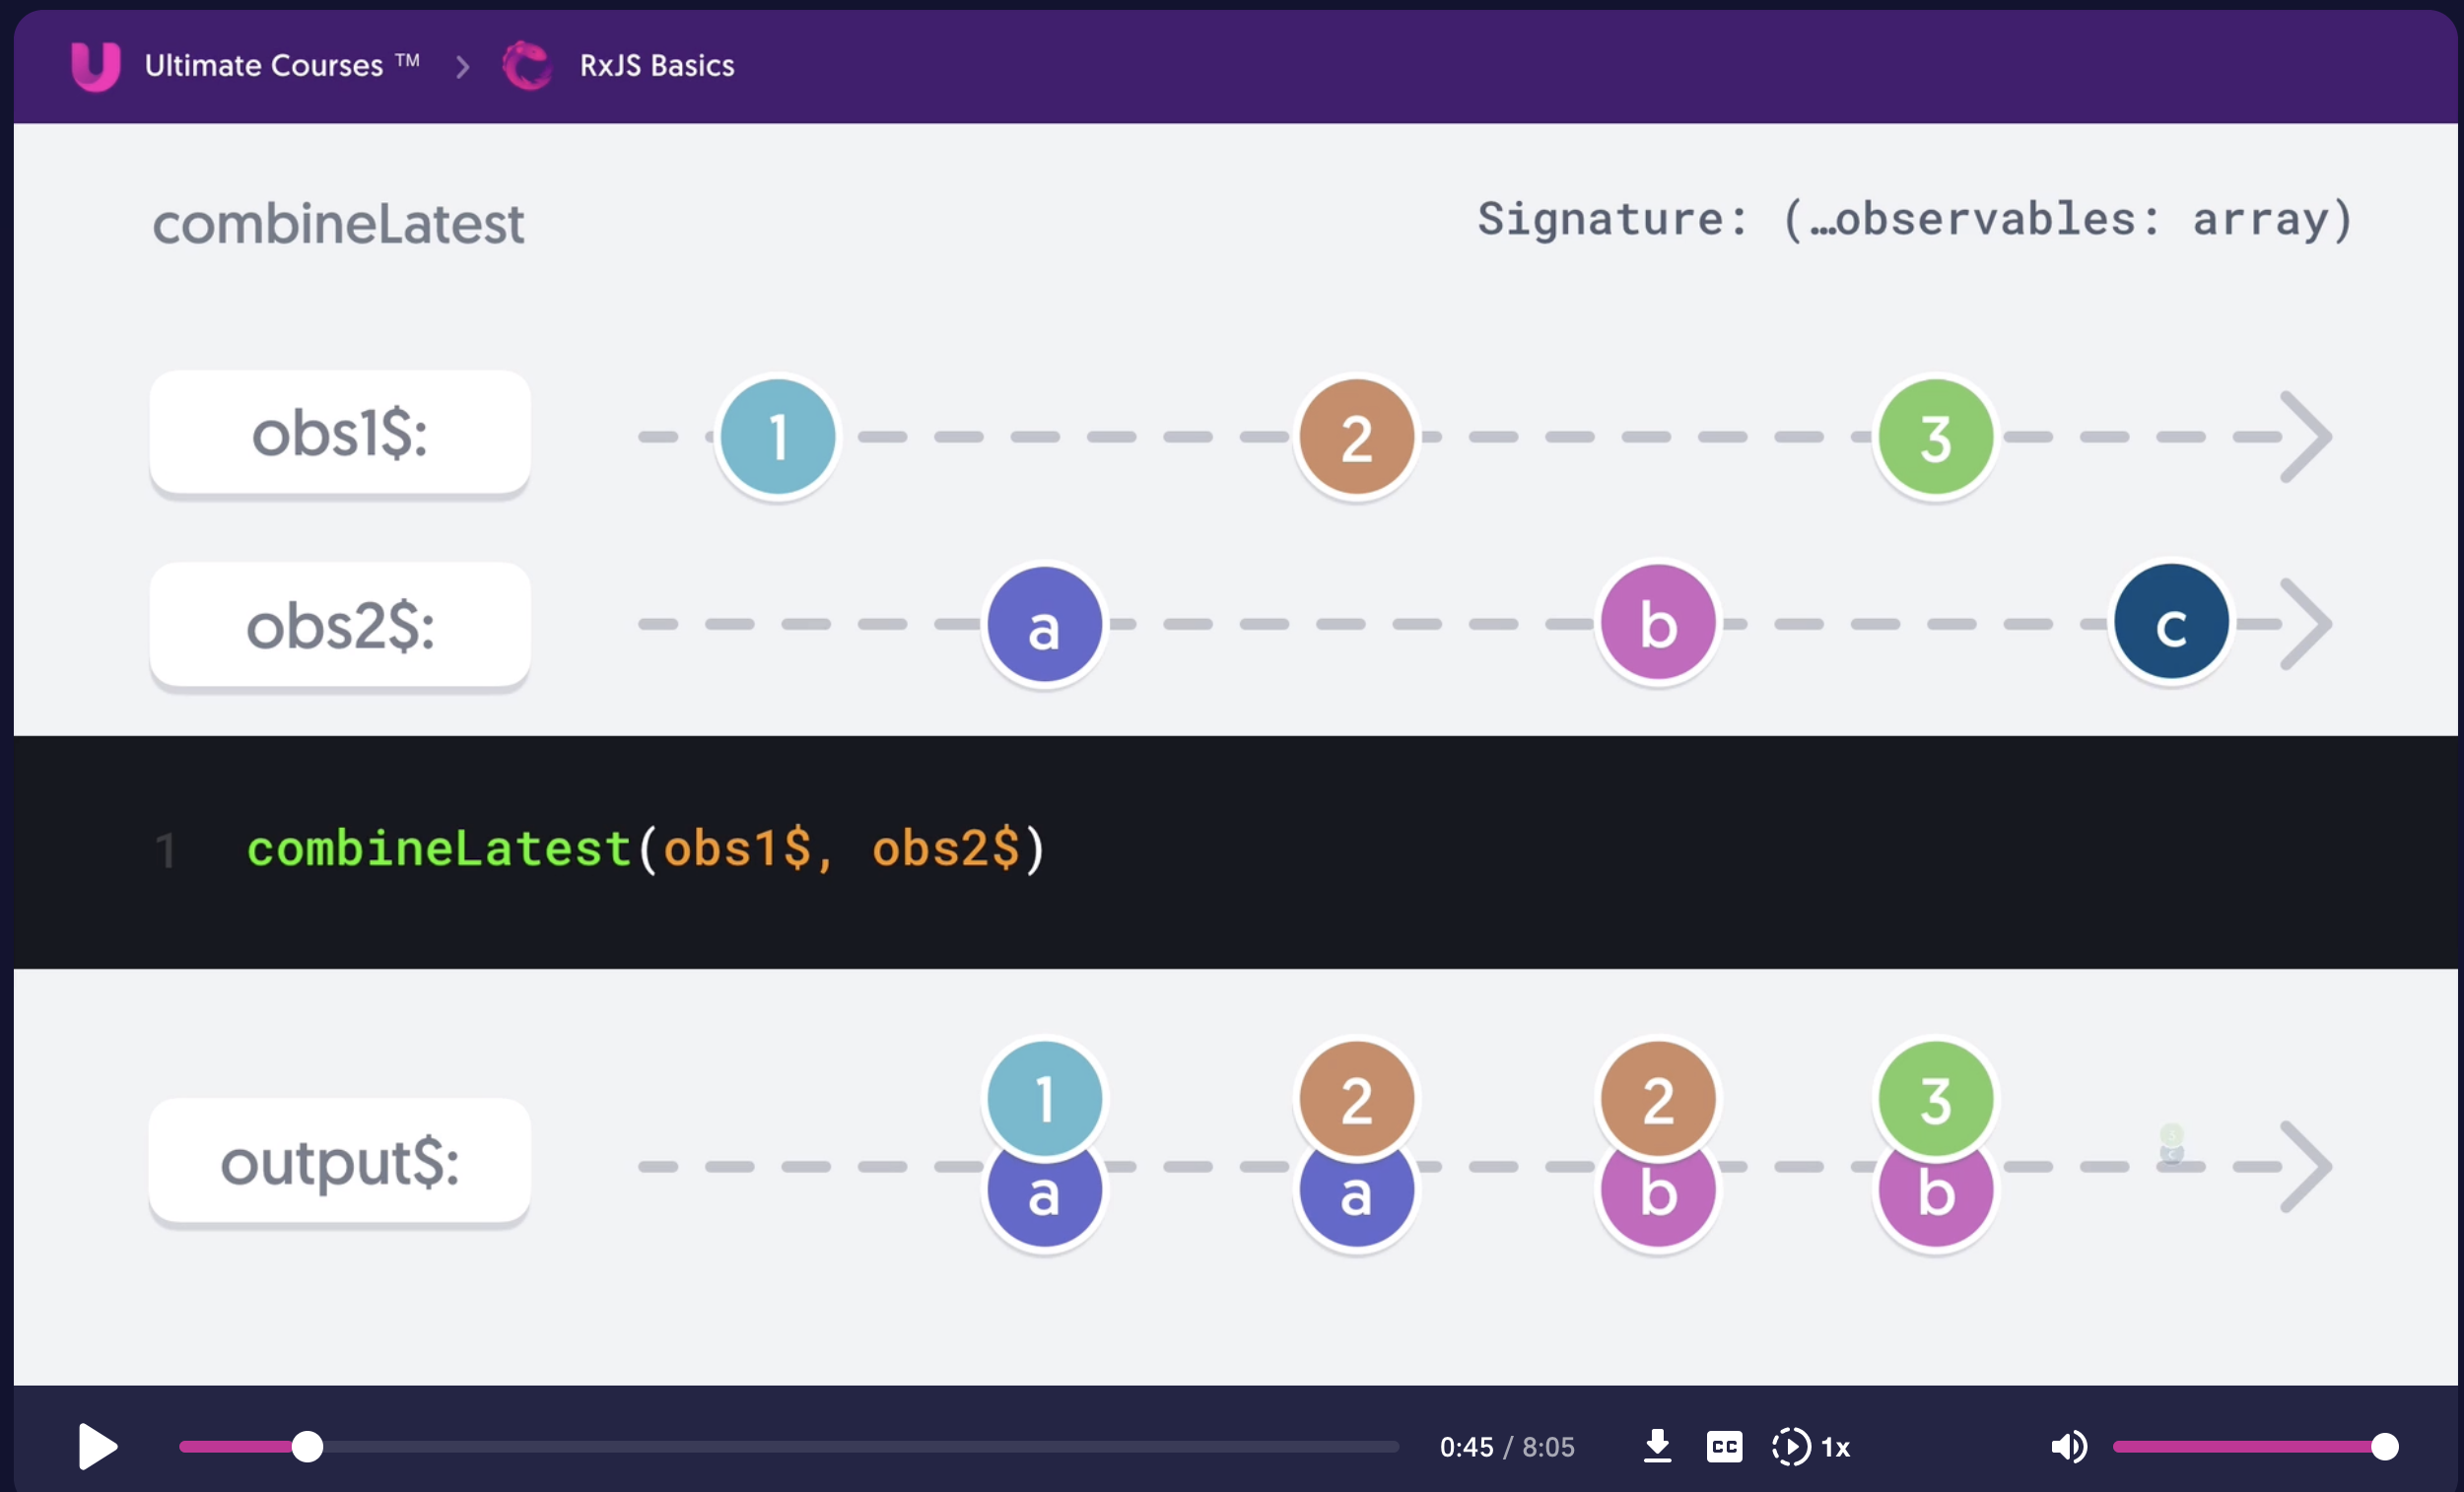 Ultimate Courses ™ > RxJS Basics
combineLatest
Signature: (…observables: array)
obs1$:
1 2 3
obs2$:
a b c
1 combineLatest(obs1$, obs2$)
output$:
1 2 2 3
3
a a b b
c
0:45 / 8:05 CC 1x